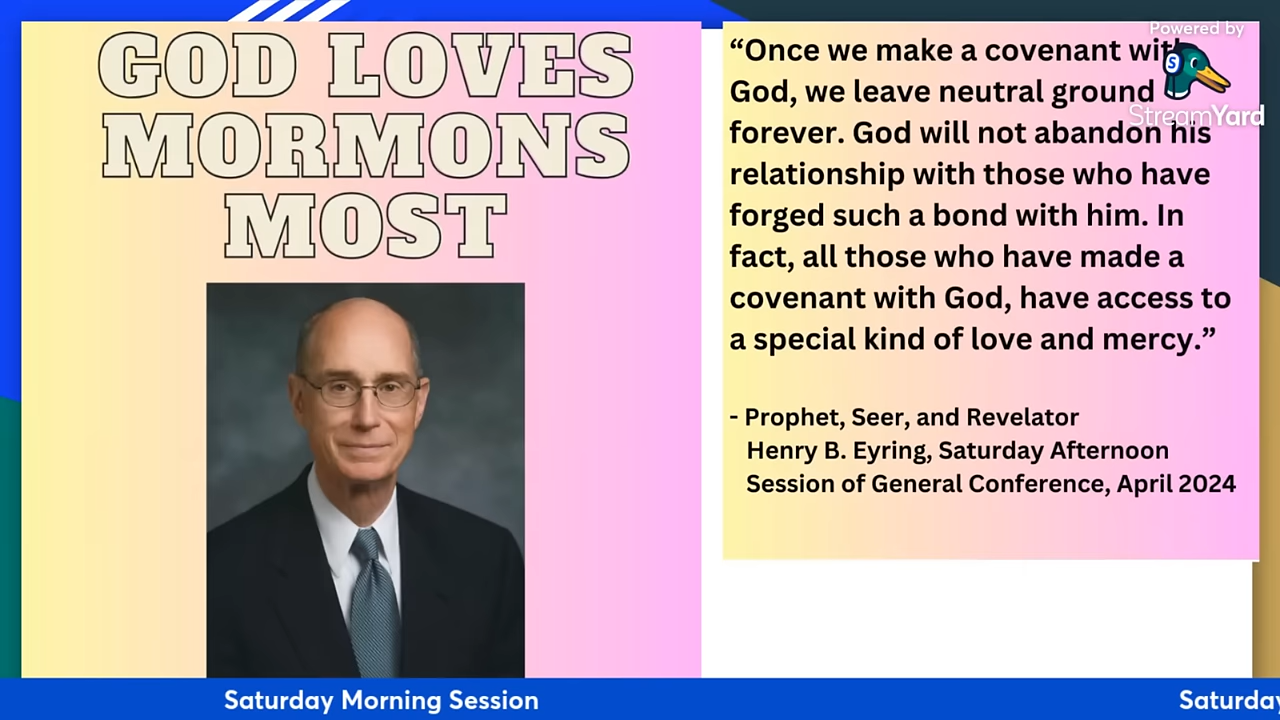 GOD LOVES
MORMONS
MOST
“Once we make a covenant with
God, we leave neutral ground
forever. God will not abandon his
relationship with those who have
forged such a bond with him. In
fact, all those who have made a
covenant with God, have access to
a special kind of love and mercy.”
- Prophet, Seer, and Revelator
Henry B. Eyring, Saturday Afternoon
Session of General Conference, April 2024
Powered by
S
StreamYard
Saturday Morning Session
Saturday